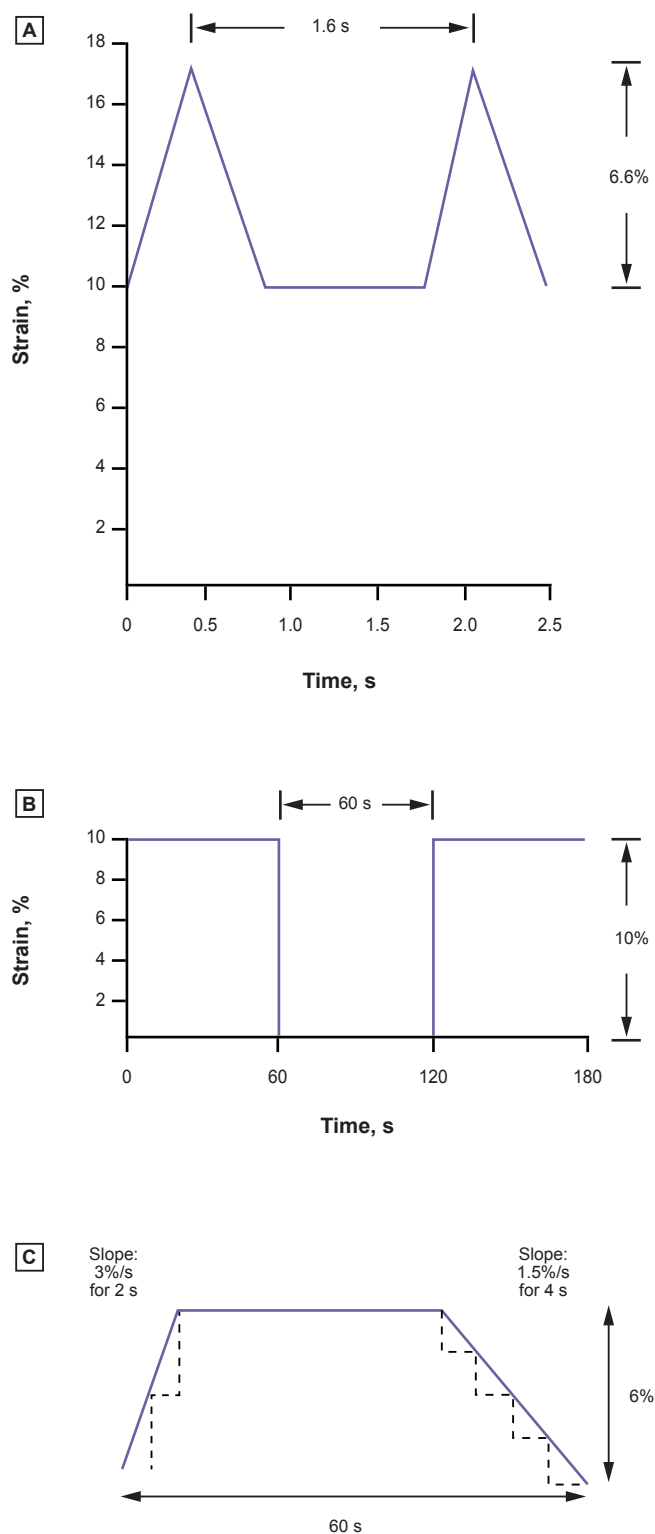 A
1.6 s
18
16
14
12
10
8
6
4
2
6.6%
Strain, %
0 0.5 1.0 1.5 2.0 2.5
Time, s
B
60 s
10
8
6
4
2
10%
Strain, %
0 60 120 180
Time, s
C
Slope:
3%/s
for 2 s
Slope:
1.5%/s
for 4 s
6%
60 s